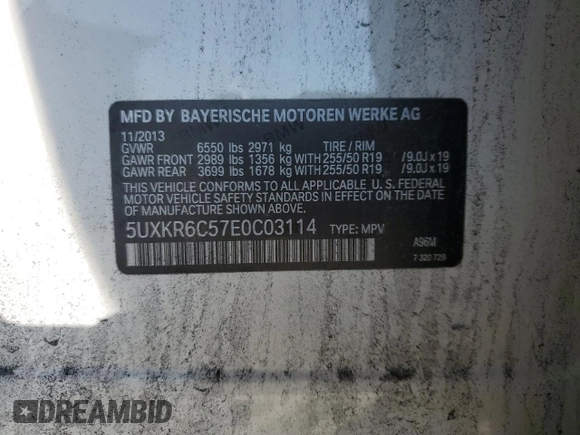 MFD BY BAYERISCHE MOTOREN WERKE AG
11/2013
GVWR 6550 lbs 2971 kg TIRE / RIM
GAWR FRONT 2989 lbs 1356 kg WITH 255/50 R19 /9.0J x 19
GAWR REAR 3699 lbs 1678 kg WITH 255/50 R19 /9.0J x 19
THIS VEHICLE CONFORMS TO ALL APPLICABLE U. S. FEDERAL
MOTOR VEHICLE SAFETY STANDARDS IN EFFECT ON THE DATE
OF MANUFACTURE SHOWN ABOVE.
5UXKR6C57E0C03114 TYPE: MPV
A96M
7 320 729
DREAMBID